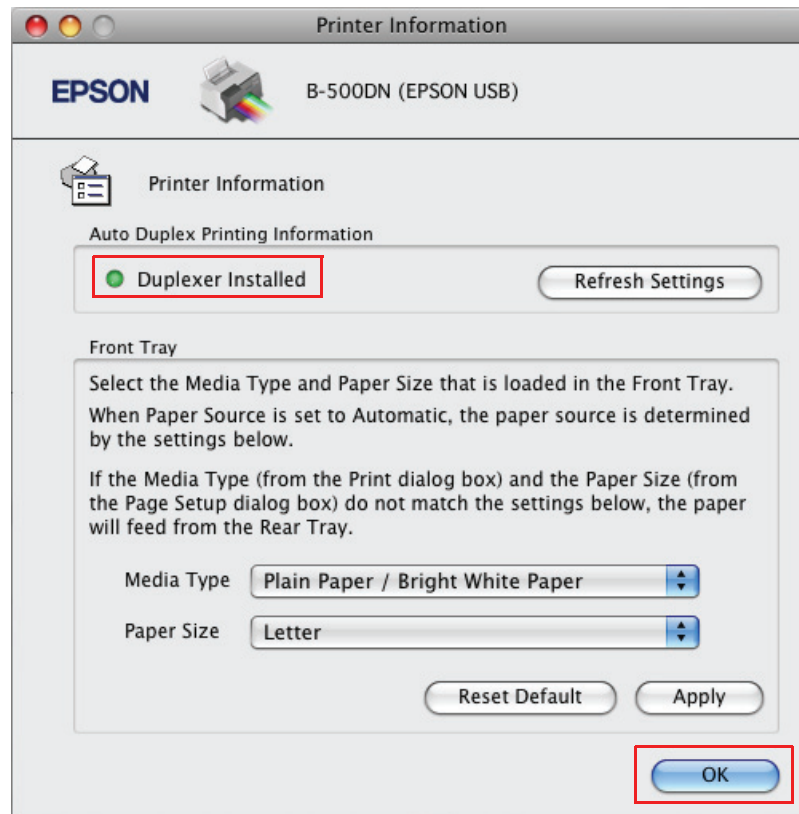 Printer Information
EPSON
B-500DN (EPSON USB)
Printer Information
Auto Duplex Printing Information
Duplexer Installed
Refresh Settings
Front Tray
Select the Media Type and Paper Size that is loaded in the Front Tray.
When Paper Source is set to Automatic, the paper source is determined
by the settings below.
If the Media Type (from the Print dialog box) and the Paper Size (from
the Page Setup dialog box) do not match the settings below, the paper
will feed from the Rear Tray.
Media Type Plain Paper / Bright White Paper
Paper Size Letter
Reset Default Apply
OK